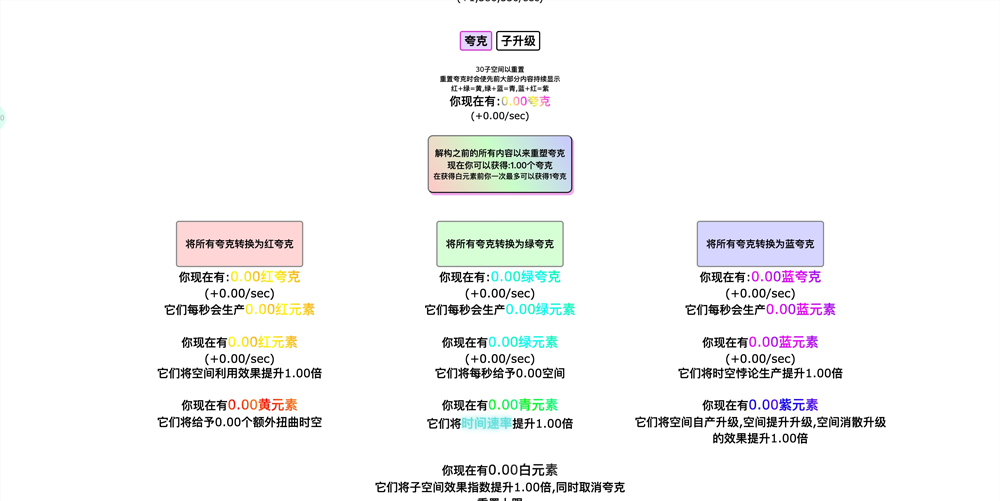 夸克 子升级
30子空间以重置
重置夸克时会使先前大部分内容持续显示
红+绿=黄,绿+蓝=青,蓝+红=紫
你现在有:0.00夸克
(+0.00/sec)
解构之前的所有内容以来重塑夸克
现在你可以获得:1.00个夸克
在获得白元素前你一次最多可以获得1夸克
将所有夸克转换为红夸克
你现在有:0.00红夸克
(+0.00/sec)
它们每秒会生产0.00红元素
你现在有0.00红元素
(+0.00/sec)
它们将空间利用效果提升1.00倍
你现在有0.00黄元素
它们将给予0.00个额外扭曲时空
将所有夸克转换为绿夸克
你现在有:0.00绿夸克
(+0.00/sec)
它们每秒会生产0.00绿元素
你现在有0.00绿元素
(+0.00/sec)
它们将每秒给予0.00空间
你现在有0.00青元素
它们将时间速率提升1.00倍
将所有夸克转换为蓝夸克
你现在有:0.00蓝夸克
(+0.00/sec)
它们每秒会生产0.00蓝元素
你现在有0.00蓝元素
(+0.00/sec)
它们将时空悖论生产提升1.00倍
你现在有0.00紫元素
它们将空间自产升级,空间提升升级,空间消散升级
的效果提升1.00倍
你现在有0.00白元素
它们将子空间效果指数提升1.00倍,同时取消夸克